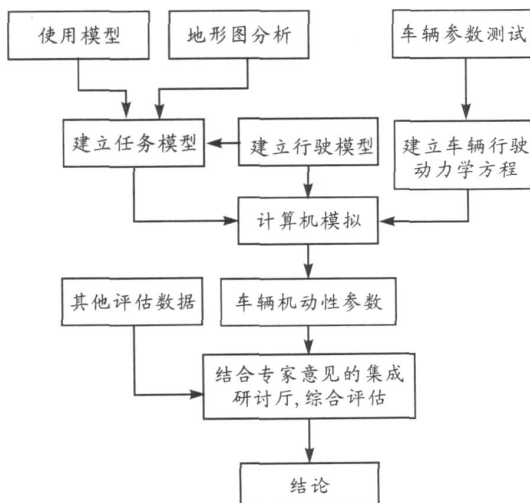 使用模型
地形图分析
车辆参数测试
建立任务模型
建立行驶模型
建立车辆行驶
动力学方程
计算机模拟
其他评估数据
车辆机动性参数
结合专家意见的集成
研讨厅,综合评估
结论